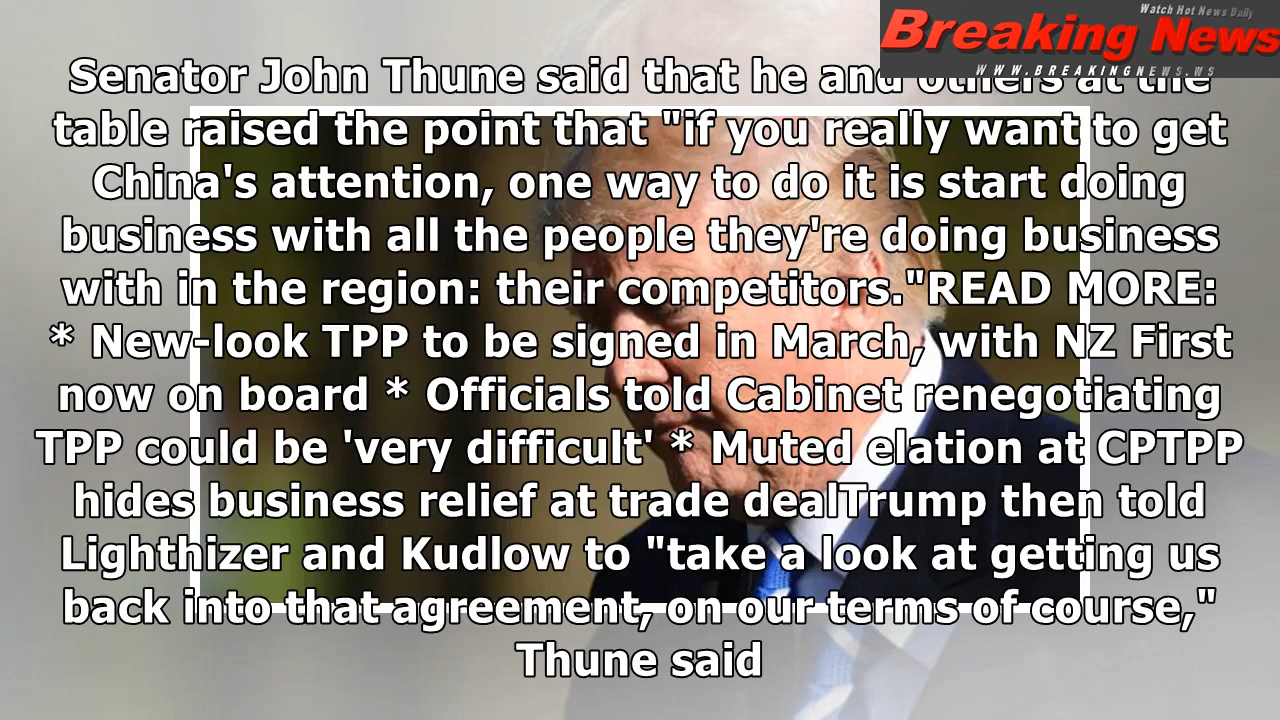 Watch Hot News Daily
Breaking News
WWW.BREAKINGNEWS.WS
Senator John Thune said that he and others at the
table raised the point that "if you really want to get
China's attention, one way to do it is start doing
business with all the people they're doing business
with in the region: their competitors."READ MORE:
* New-look TPP to be signed in March, with NZ First
now on board * Officials told Cabinet renegotiating
TPP could be 'very difficult' * Muted elation at CPTPP
hides business relief at trade dealTrump then told
Lighthizer and Kudlow to "take a look at getting us
back into that agreement, on our terms of course,"
Thune said